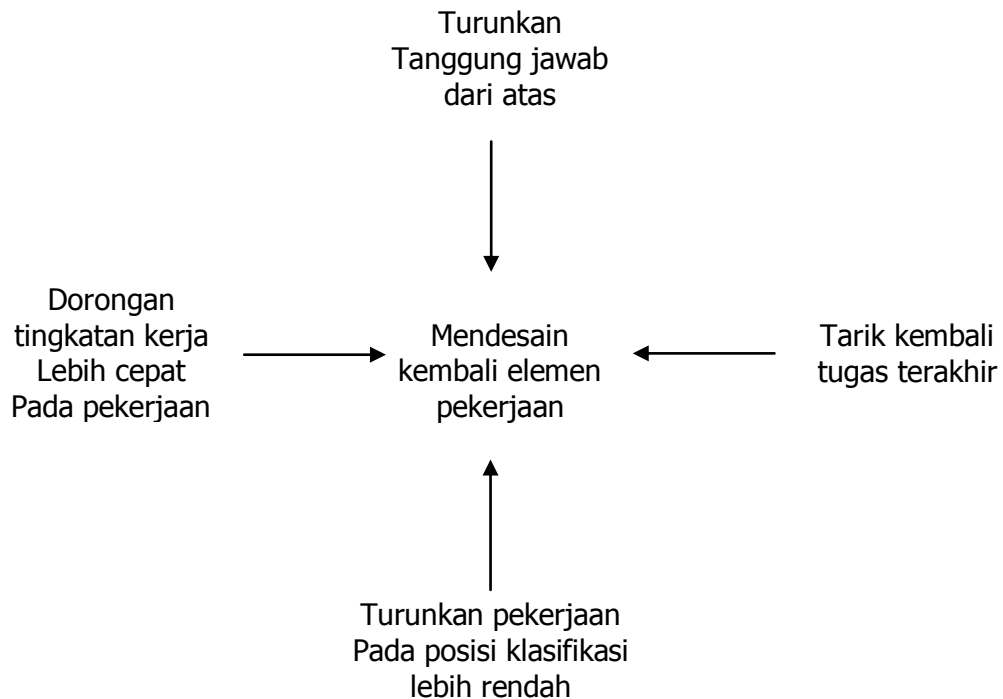 Turunkan
Tanggung jawab
dari atas
Dorongan
tingkatan kerja
Lebih cepat
Pada pekerjaan
Mendesain
kembali elemen
pekerjaan
Tarik kembali
tugas terakhir
Turunkan pekerjaan
Pada posisi klasifikasi
lebih rendah